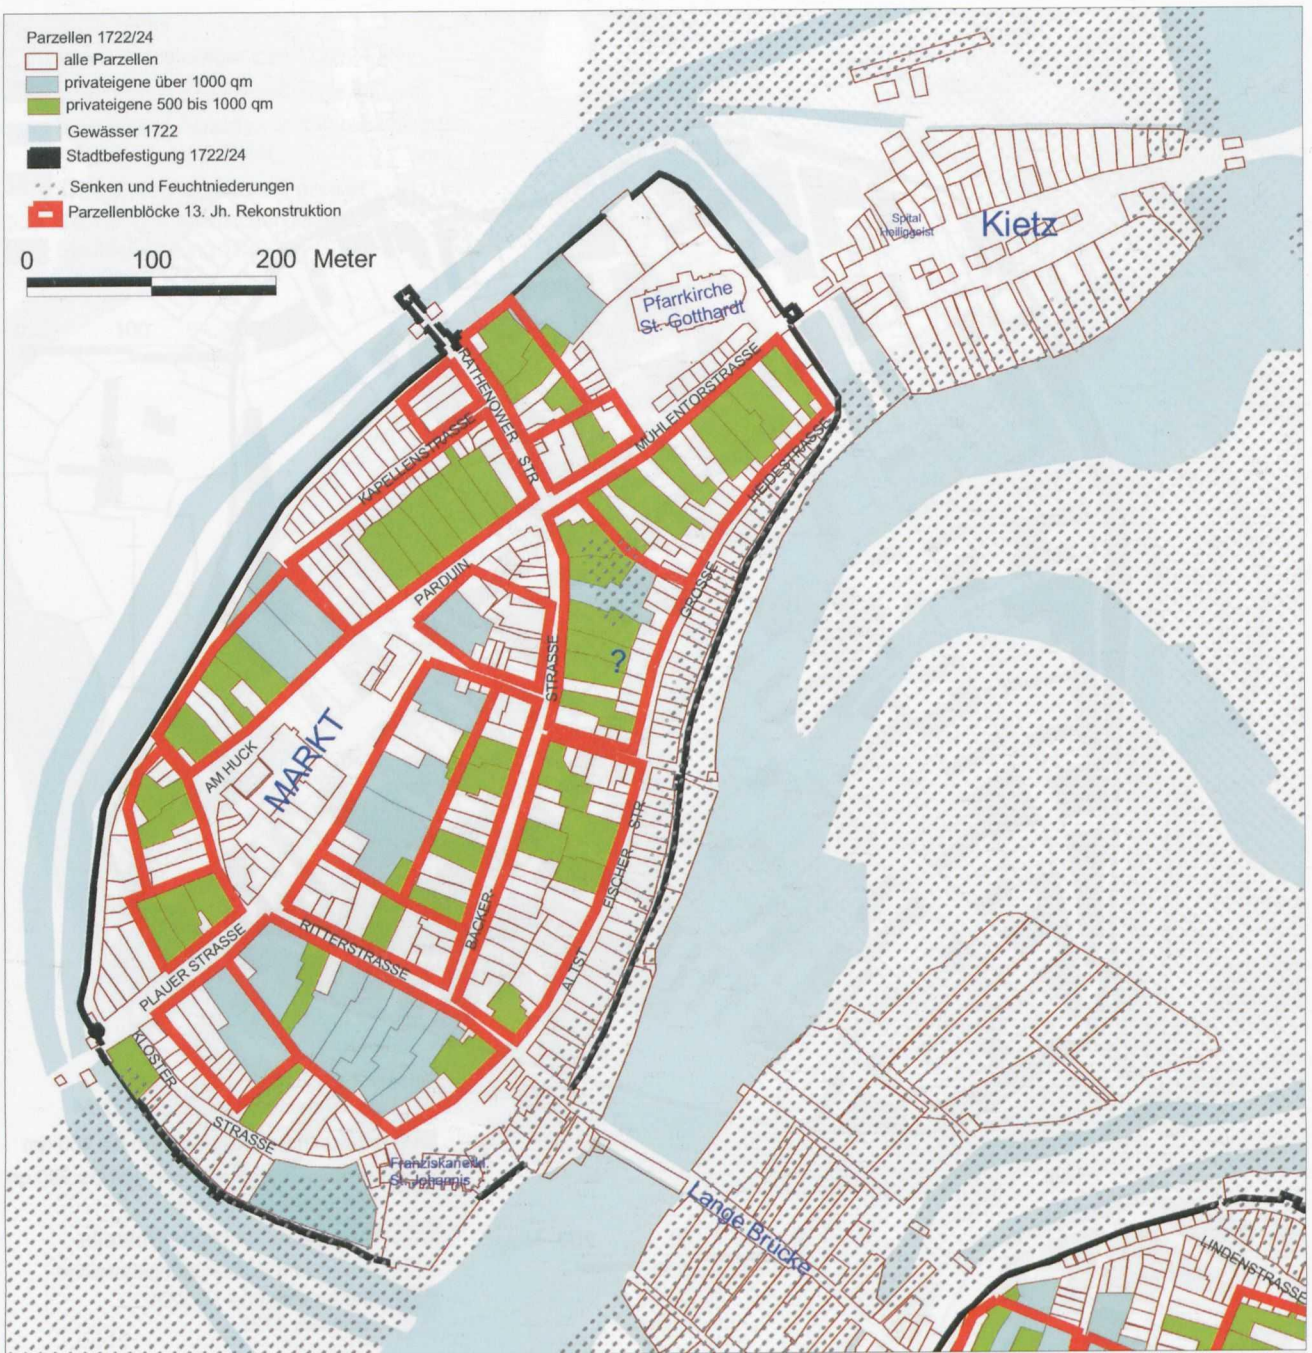 Parzellen 1722/24
alle Parzellen
privateigene über 1000 qm
privateigene 500 bis 1000 qm
Gewässer 1722
Stadtbefestigung 1722/24
Senken und Feuchtniederungen
Parzellenblöcke 13. Jh. Rekonstruktion
0 100 200 Meter
Spital
Heiliggeist
Kietz
Pfarrkirche
St. Gotthardt
RATHENOWER STR
MÜHLENTORSTRASSE
KAPELLENSTRASSE
HEIDESTRASSE
GROSSE
PARDUIN
STRASSE
?
AM HUCK
MARKT
BÄCKER-
ALTST. FISCHER STR.
RITTERSTRASSE
PLAUER STRASSE
KLOSTER
STRASSE
Franziskanerkl.
St. Johannis
Lange Brücke
LINDENSTRASSE